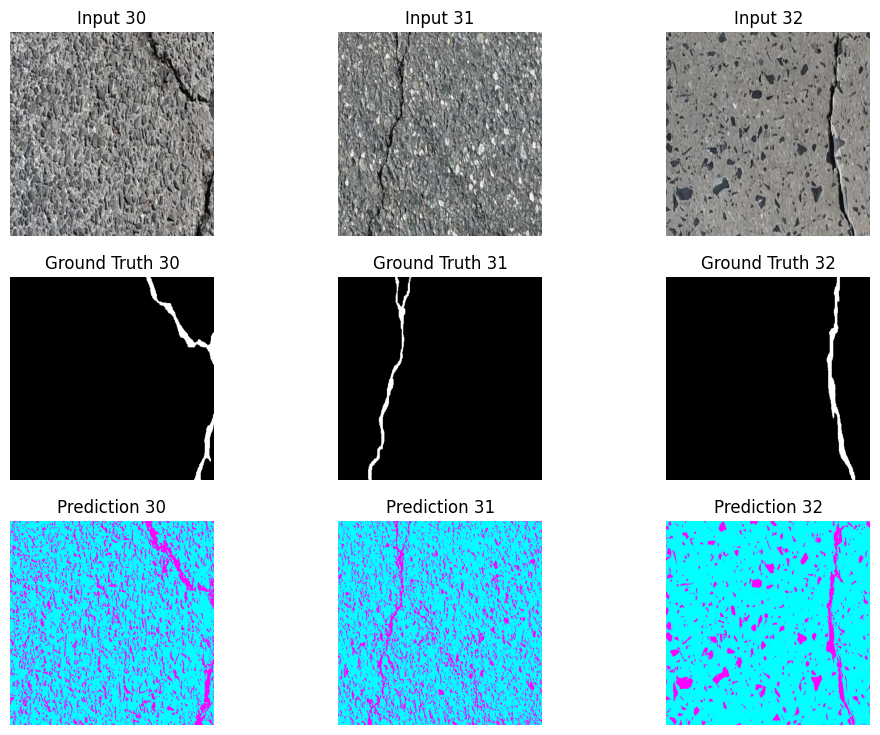 Input 30
Input 31
Input 32
Ground Truth 30
Ground Truth 31
Ground Truth 32
Prediction 30
Prediction 31
Prediction 32